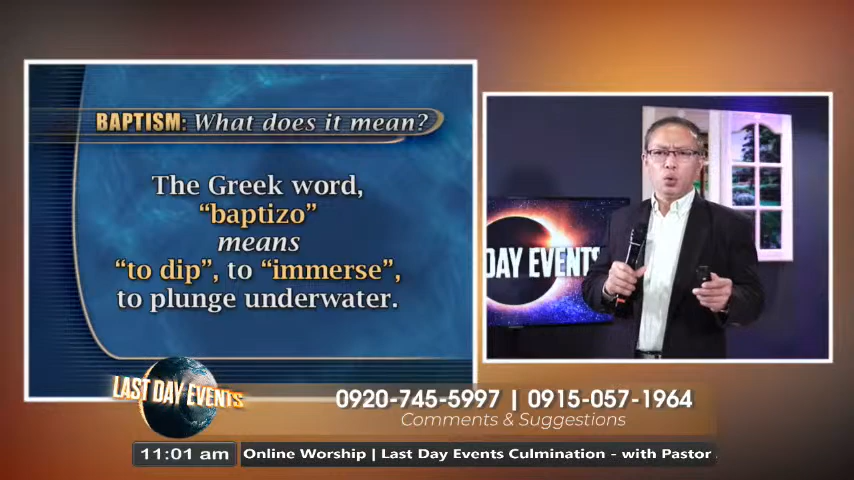 BAPTISM: What does it mean?
The Greek word,
“baptizo”
means
“to dip”, to “immerse”,
to plunge underwater.
DAY EVENTS
LAST DAY EVENTS
0920-745-5997 | 0915-057-1964
Comments & Suggestions
11:01 am
Online Worship | Last Day Events Culmination - with Pastor